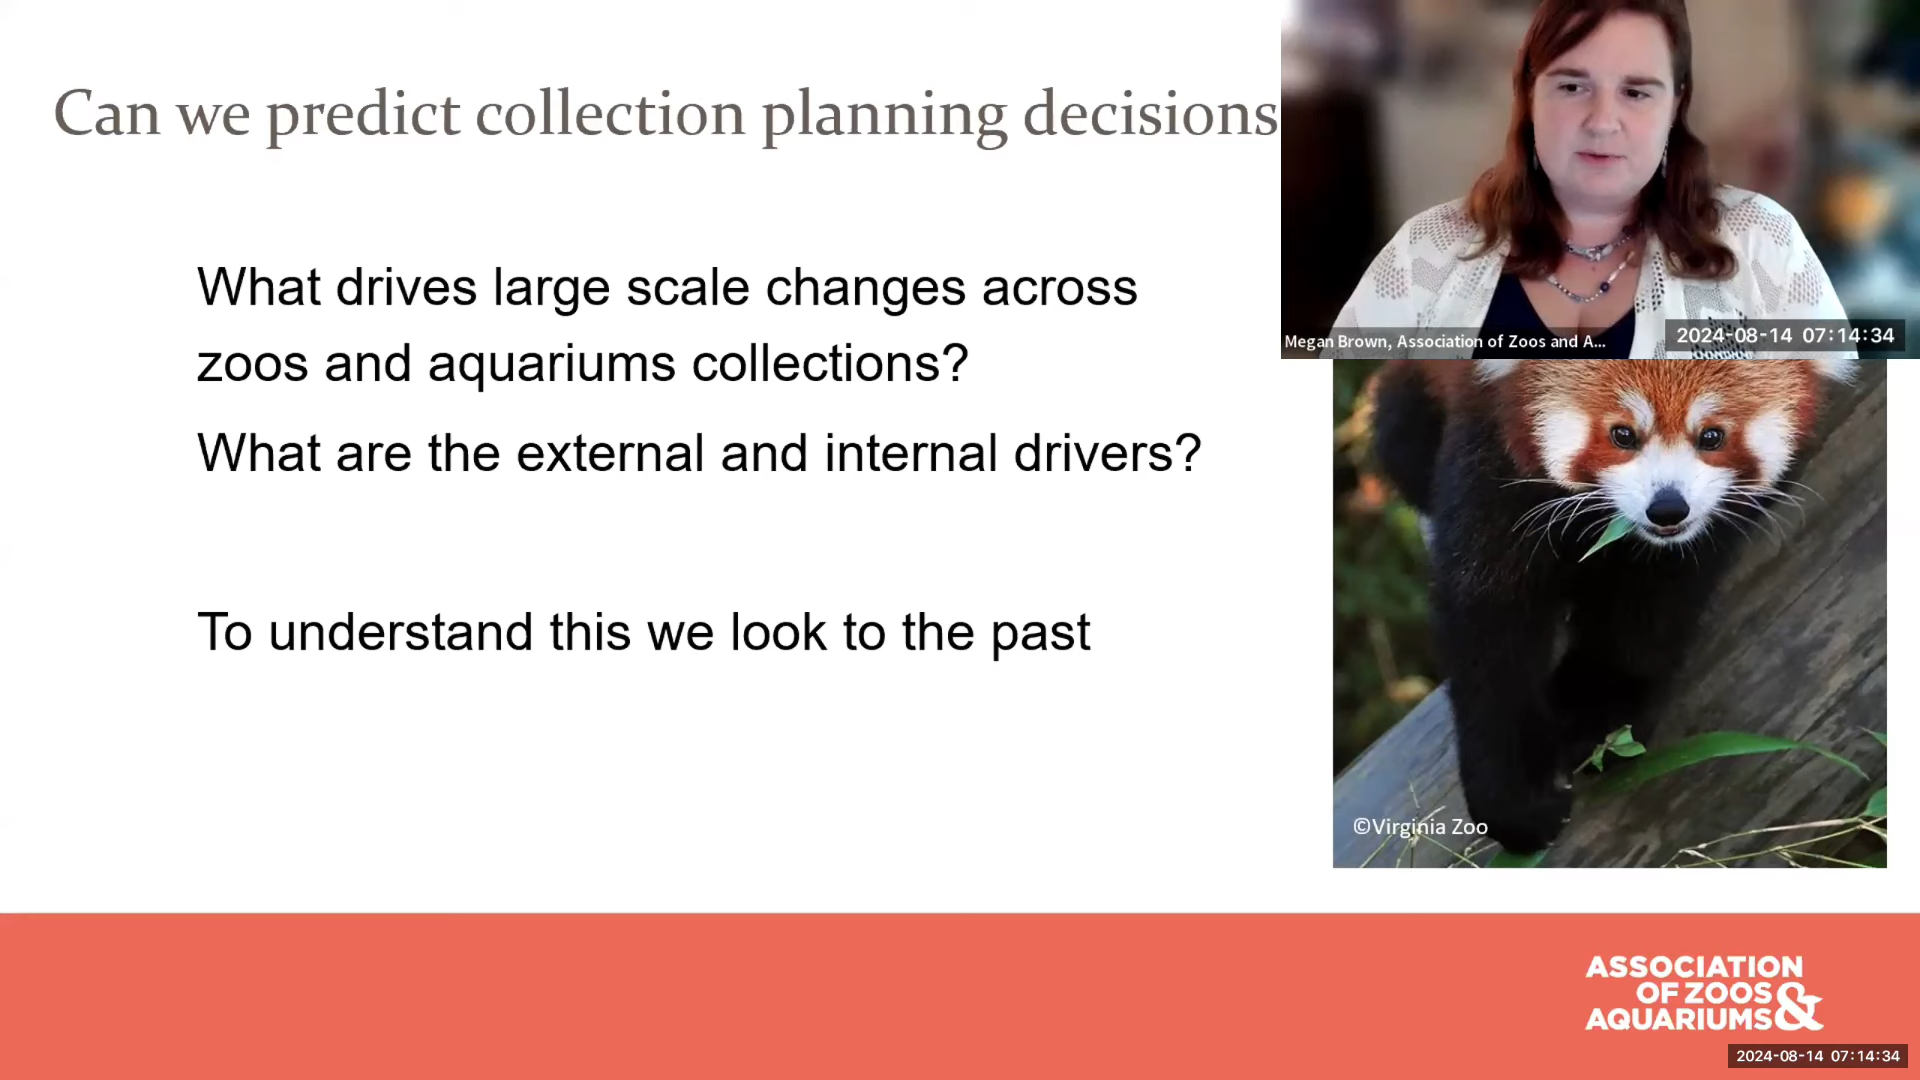 Can we predict collection planning decisions
What drives large scale changes across
zoos and aquariums collections?
What are the external and internal drivers?
To understand this we look to the past
Megan Brown, Association of Zoos and A...
2024-08-14 07:14:34
©Virginia Zoo
ASSOCIATION
OF ZOOS &
AQUARIUMS
2024-08-14 07:14:34